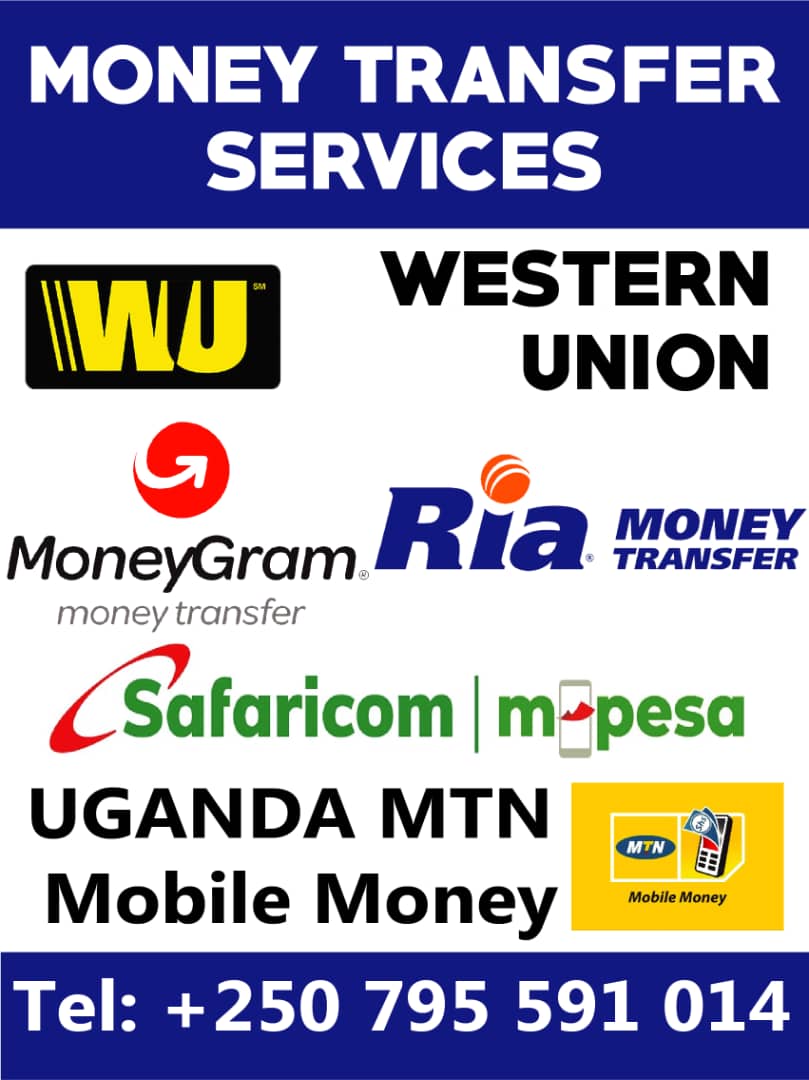 MONEY TRANSFER
SERVICES
WU SM
WESTERN
UNION
MoneyGram®
money transfer
Ria®
MONEY
TRANSFER
Safaricom | m-pesa
UGANDA MTN
Mobile Money
MTN
Sh
Mobile Money
Tel: +250 795 591 014